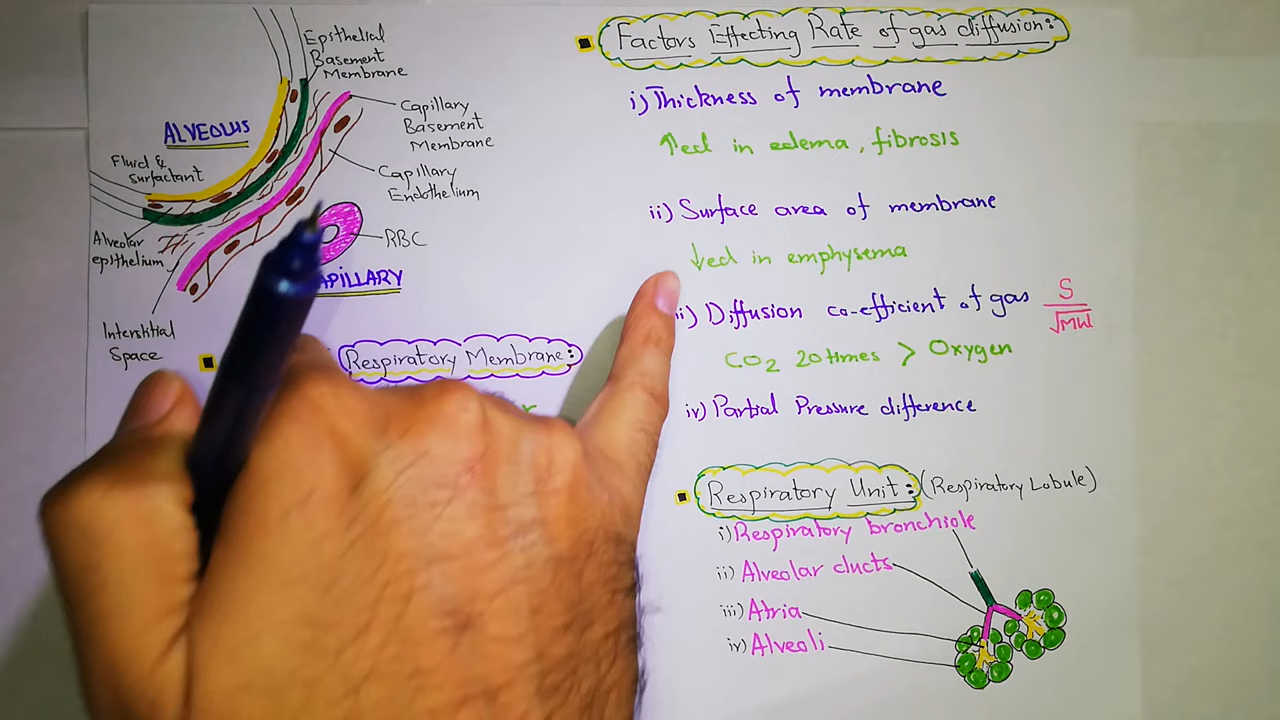 Epithelial
Basement
Membrane
Capillary
Basement
Membrane
ALVEOLUS
Fluid &
surfactant
Capillary
Endothelium
Alveolar
epithelium
RBC
APILLARY
Interstitial
Space
Respiratory Membrane:
Factors Effecting Rate of gas diffusion:
i) Thickness of membrane
↑ed in edema, fibrosis
ii) Surface area of membrane
↓ed in emphysema
ii) Diffusion co-efficient of gas S/√MW
CO2 20 times > Oxygen
iv) Partial Pressure difference
Respiratory Unit: (Respiratory Lobule)
i) Respiratory bronchiole
ii) Alveolar ducts
iii) Atria
iv) Alveoli